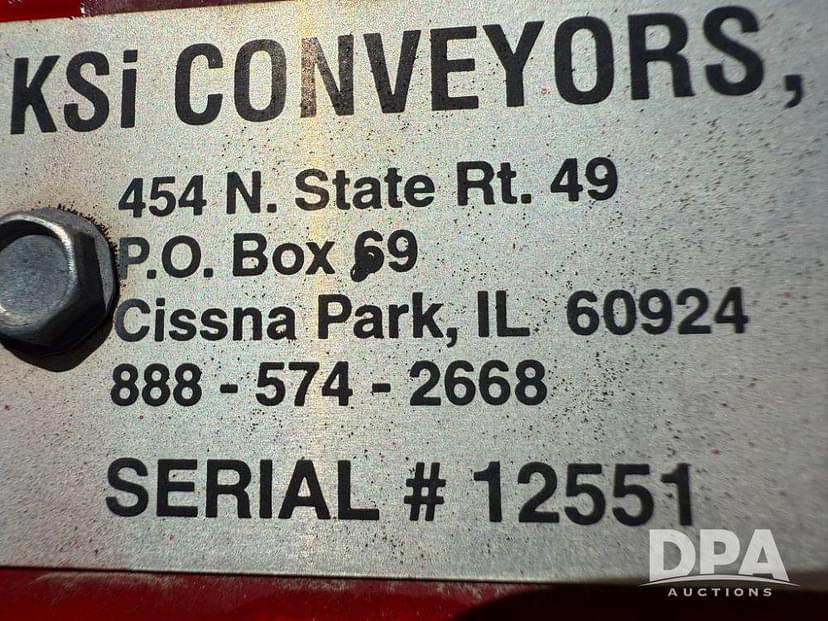 KSi CONVEYORS,
454 N. State Rt. 49
P.O. Box 69
Cissna Park, IL 60924
888 - 574 - 2668
SERIAL # 12551
DPA
AUCTIONS